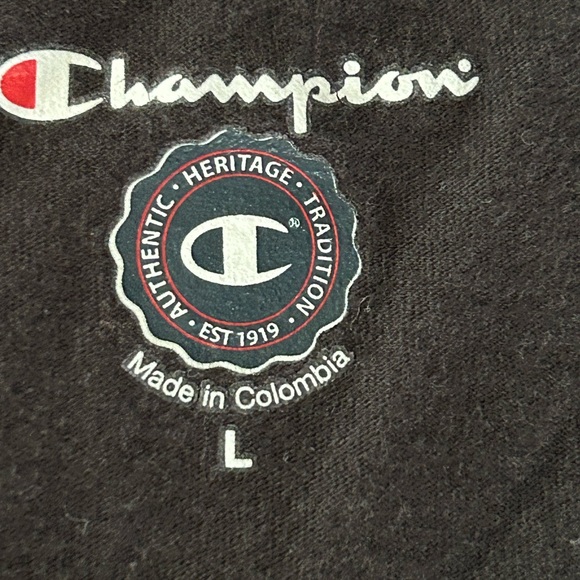 Champion
AUTHENTIC · HERITAGE · TRADITION ·
C®
EST 1919
Made in Colombia
L